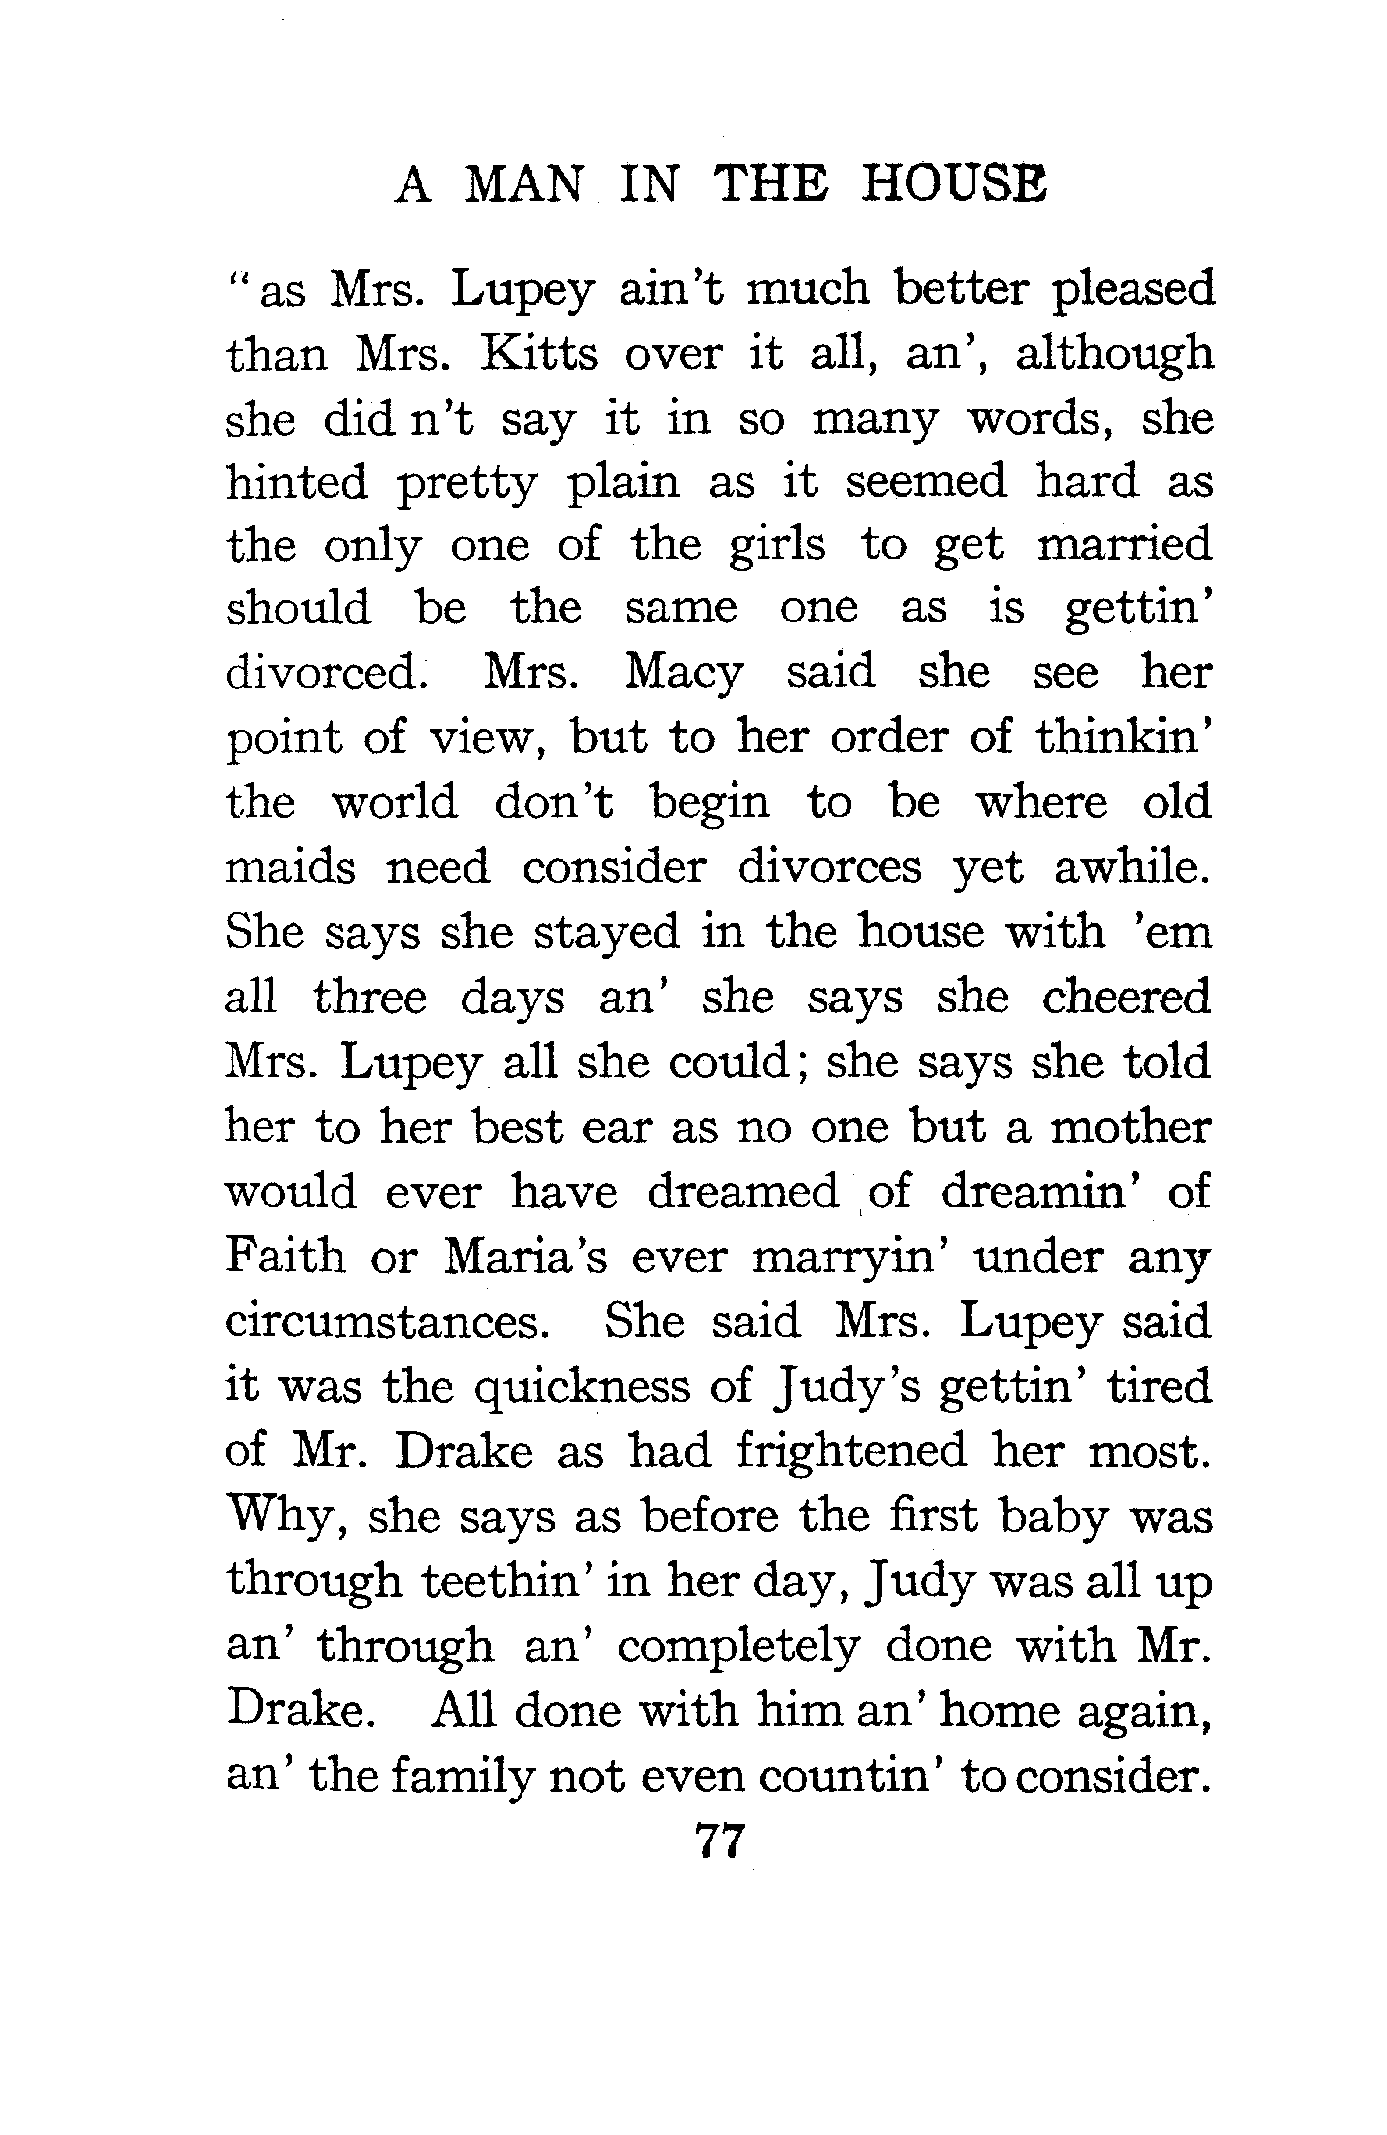 A MAN IN THE HOUSE
"as Mrs. Lupey ain't much better pleased
than Mrs. Kitts over it all, an', although
she did n't say it in so many words, she
hinted pretty plain as it seemed hard as
the only one of the girls to get married
should be the same one as is gettin'
divorced. Mrs. Macy said she see her
point of view, but to her order of thinkin'
the world don't begin to be where old
maids need consider divorces yet awhile.
She says she stayed in the house with 'em
all three days an' she says she cheered
Mrs. Lupey all she could; she says she told
her to her best ear as no one but a mother
would ever have dreamed of dreamin' of
Faith or Maria's ever marryin' under any
circumstances. She said Mrs. Lupey said
it was the quickness of Judy's gettin' tired
of Mr. Drake as had frightened her most.
Why, she says as before the first baby was
through teethin' in her day, Judy was all up
an' through an' completely done with Mr.
Drake. All done with him an' home again,
an' the family not even countin' to consider.
77